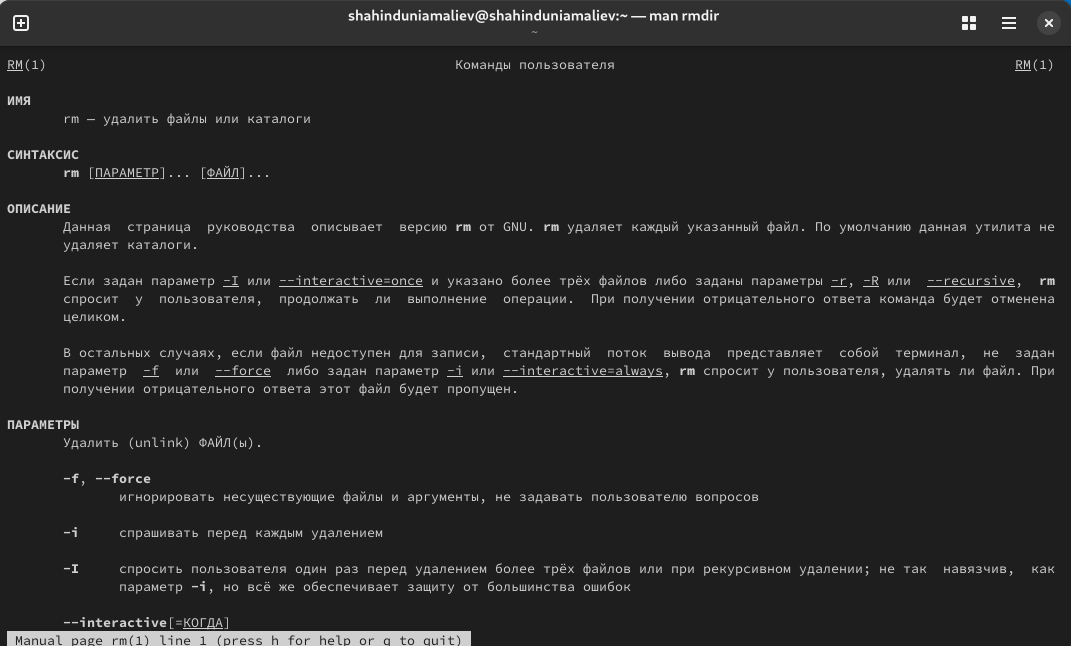 shahinduniamaliev@shahinduniamaliev:~ — man rmdir
~
RM(1) Команды пользователя RM(1)
ИМЯ
rm — удалить файлы или каталоги
СИНТАКСИС
rm [ПАРАМЕТР]... [ФАЙЛ]...
ОПИСАНИЕ
Данная страница руководства описывает версию rm от GNU. rm удаляет каждый указанный файл. По умолчанию данная утилита не
удаляет каталоги.
Если задан параметр -I или --interactive=once и указано более трёх файлов либо заданы параметры -r, -R или --recursive, rm
спросит у пользователя, продолжать ли выполнение операции. При получении отрицательного ответа команда будет отменена
целиком.
В остальных случаях, если файл недоступен для записи, стандартный поток вывода представляет собой терминал, не задан
параметр -f или --force либо задан параметр -i или --interactive=always, rm спросит у пользователя, удалять ли файл. При
получении отрицательного ответа этот файл будет пропущен.
ПАРАМЕТРЫ
Удалить (unlink) ФАЙЛ(ы).
-f, --force
игнорировать несуществующие файлы и аргументы, не задавать пользователю вопросов
-i спрашивать перед каждым удалением
-I спросить пользователя один раз перед удалением более трёх файлов или при рекурсивном удалении; не так навязчив, как
параметр -i, но всё же обеспечивает защиту от большинства ошибок
--interactive[=КОГДА]
Manual page rm(1) line 1 (press h for help or q to quit)